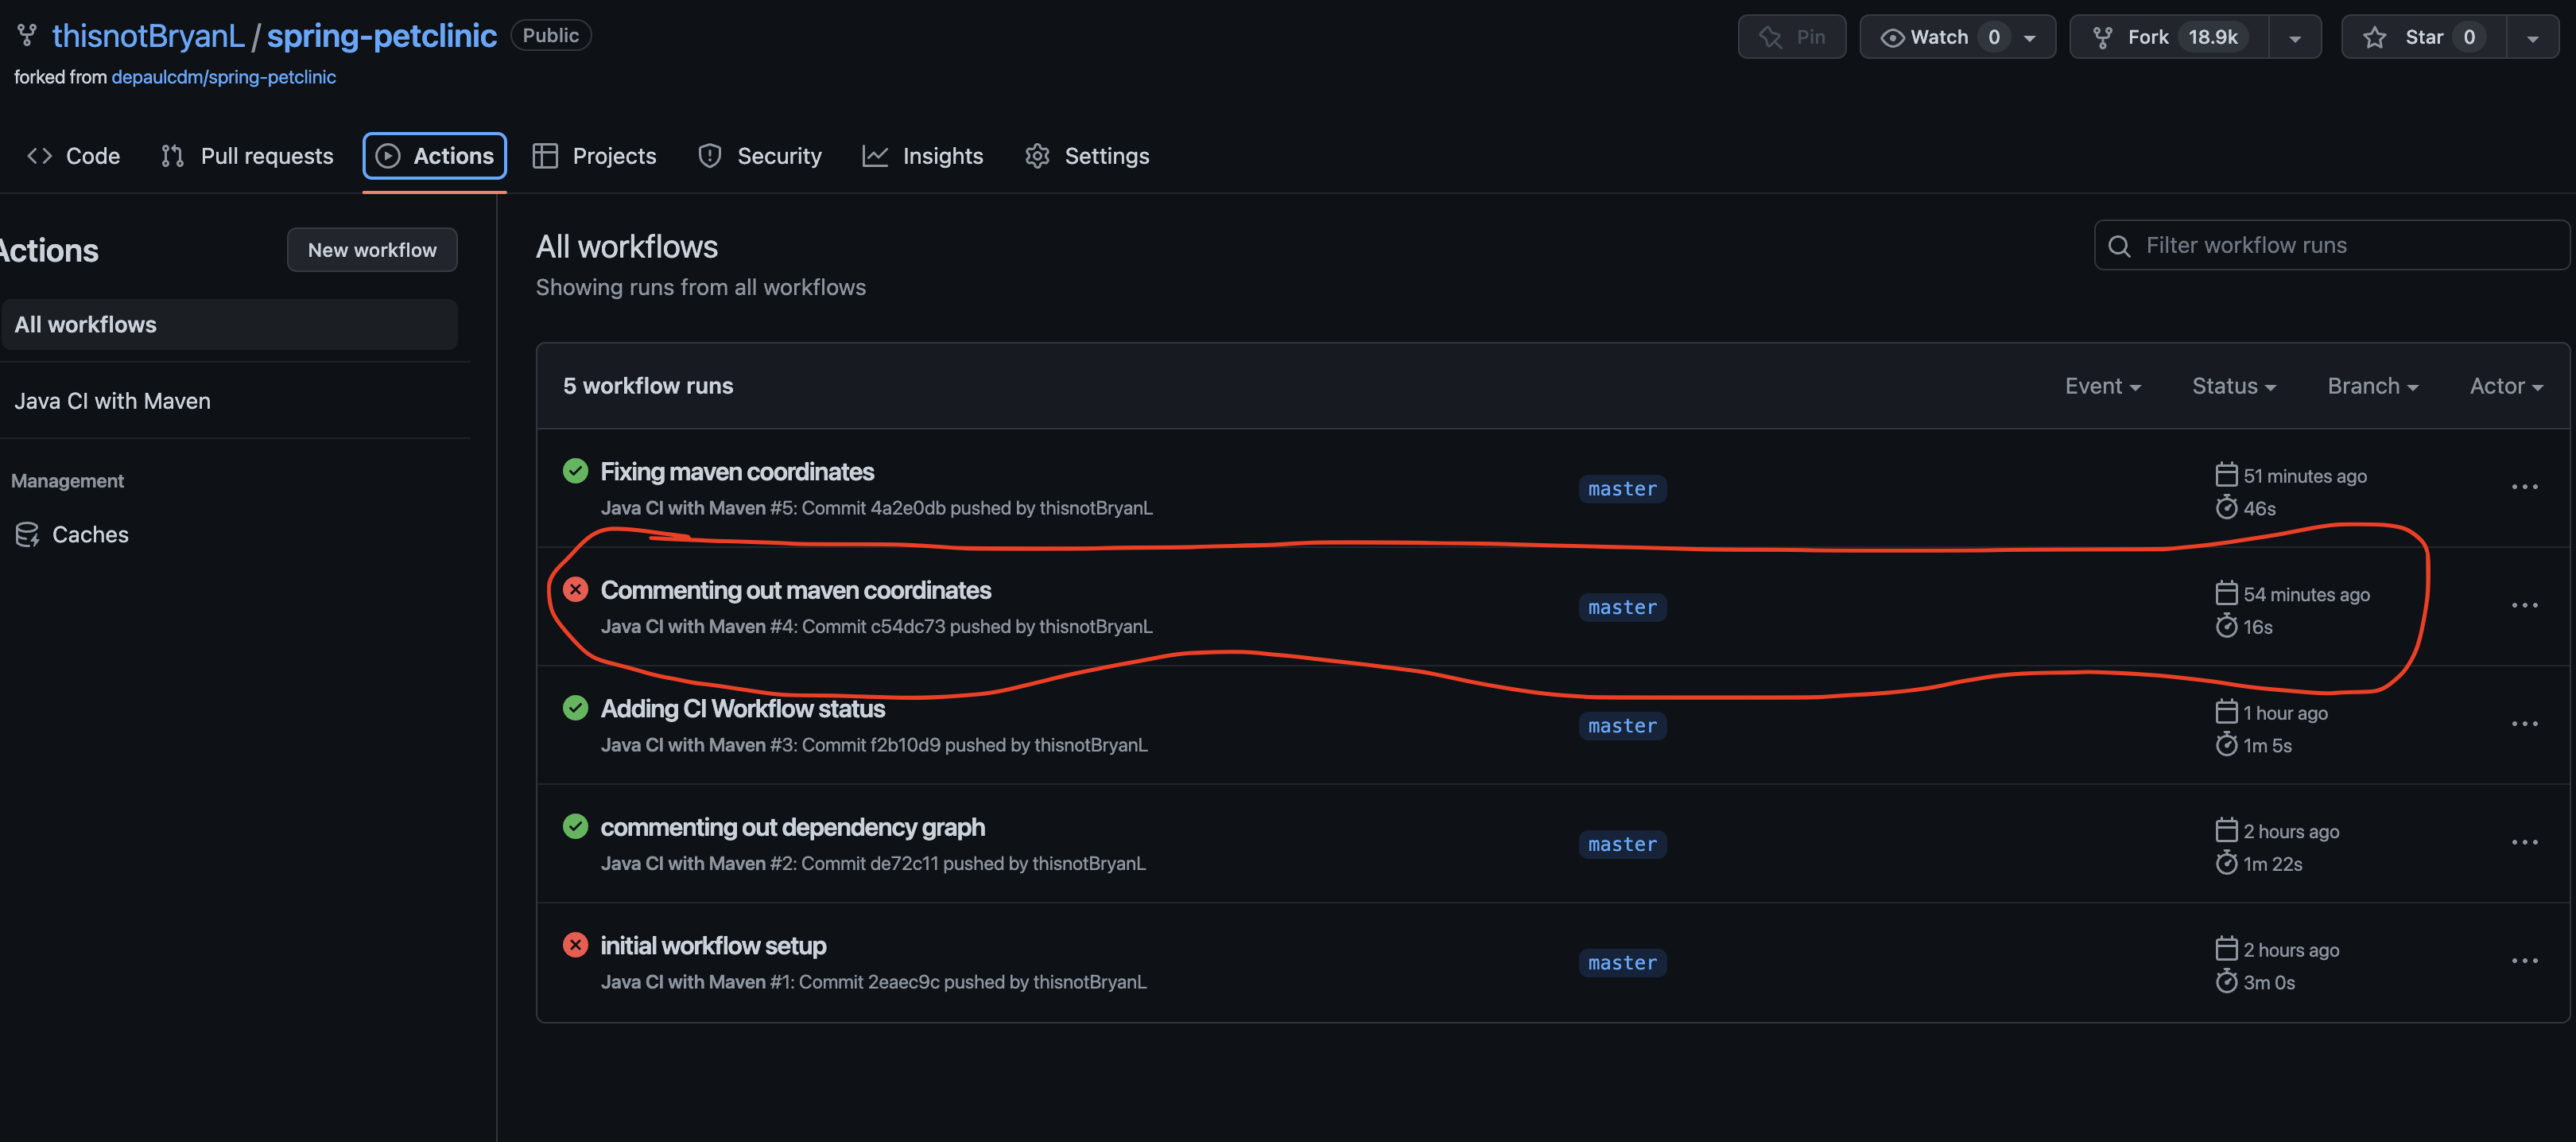 thisnotBryanL / spring-petclinic Public
Pin
Watch 0
Fork 18.9k
Star 0
forked from depaulcdm/spring-petclinic
Code
Pull requests
Actions
Projects
Security
Insights
Settings
Actions
New workflow
All workflows
Java CI with Maven
Management
Caches
All workflows
Showing runs from all workflows
Filter workflow runs
5 workflow runs
Event
Status
Branch
Actor
Fixing maven coordinates
Java CI with Maven #5: Commit 4a2e0db pushed by thisnotBryanL
master
51 minutes ago
46s
Commenting out maven coordinates
Java CI with Maven #4: Commit c54dc73 pushed by thisnotBryanL
master
54 minutes ago
16s
Adding CI Workflow status
Java CI with Maven #3: Commit f2b10d9 pushed by thisnotBryanL
master
1 hour ago
1m 5s
commenting out dependency graph
Java CI with Maven #2: Commit de72c11 pushed by thisnotBryanL
master
2 hours ago
1m 22s
initial workflow setup
Java CI with Maven #1: Commit 2eaec9c pushed by thisnotBryanL
master
2 hours ago
3m 0s